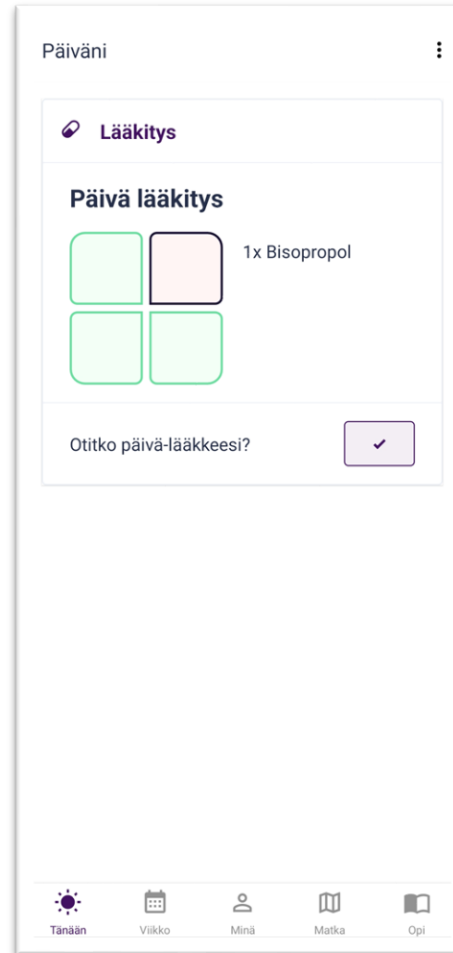 Päiväni
Lääkitys
Päivä lääkitys
1x Bisopropol
Otitko päivä-lääkkeesi?
Tänään
Viikko
Minä
Matka
Opi